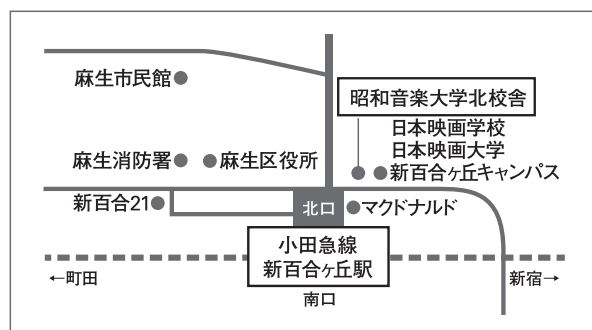 麻生市民館
昭和音楽大学北校舎
日本映画学校
日本映画大学
新百合ヶ丘キャンパス
麻生消防署
麻生区役所
新百合21
北口
マクドナルド
小田急線
新百合ヶ丘駅
←町田
新宿→
南口